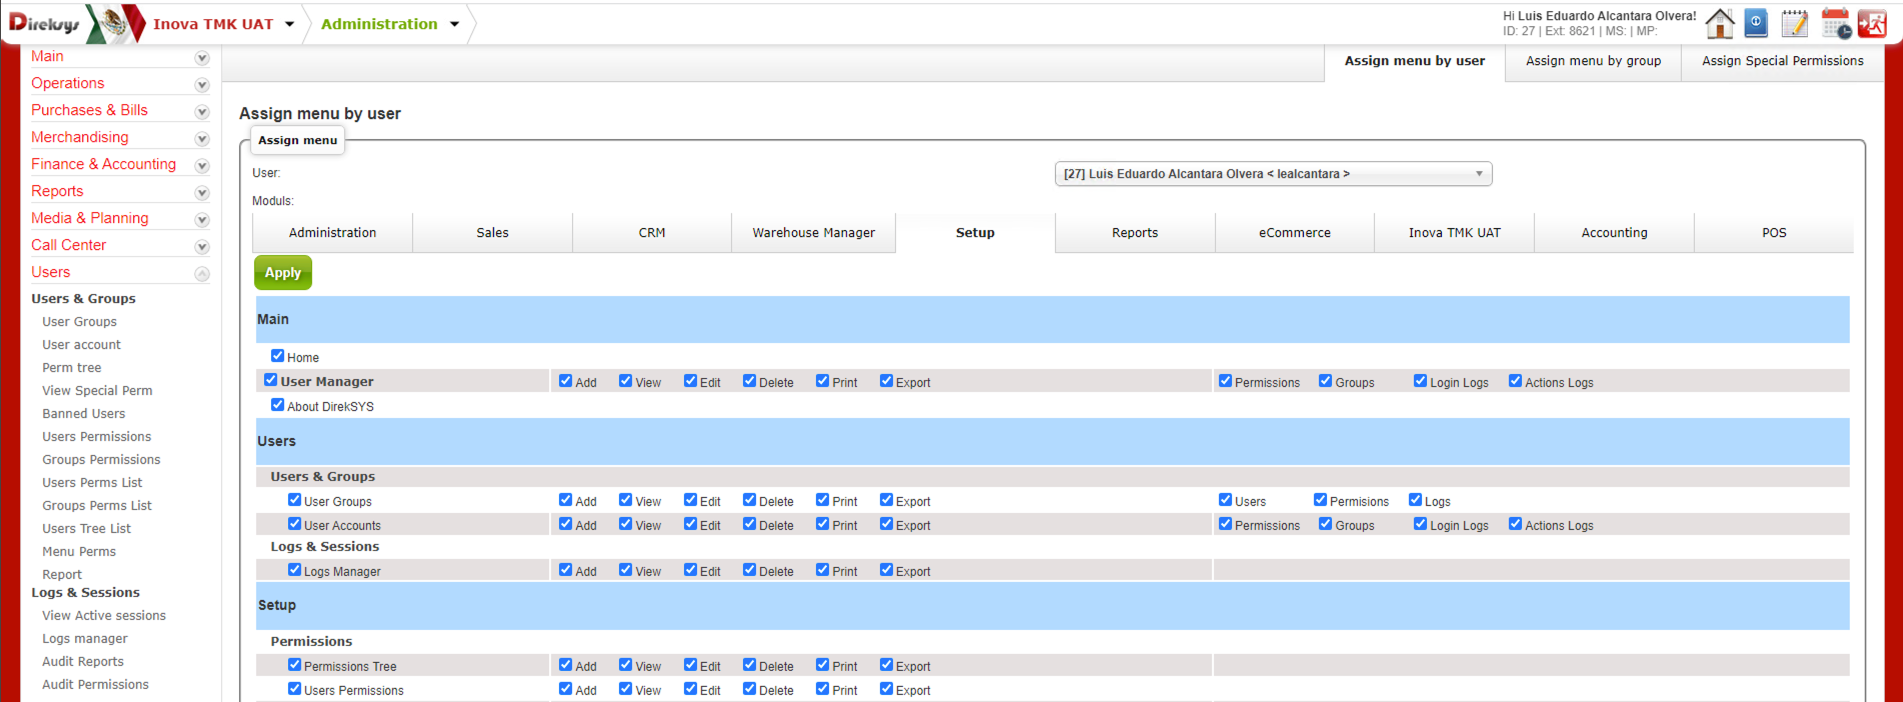 Direksys Inova TMK UAT Administration
Hi Luis Eduardo Alcantara Olvera!
ID: 27 | Ext: 8621 | MS: | MP:
Main
Operations
Purchases & Bills
Merchandising
Finance & Accounting
Reports
Media & Planning
Call Center
Users
Users & Groups
User Groups
User account
Perm tree
View Special Perm
Banned Users
Users Permissions
Groups Permissions
Users Perms List
Groups Perms List
Users Tree List
Menu Perms
Report
Logs & Sessions
View Active sessions
Logs manager
Audit Reports
Audit Permissions
Assign menu by user Assign menu by group Assign Special Permissions
Assign menu by user
Assign menu
User: [27] Luis Eduardo Alcantara Olvera < lealcantara >
Moduls:
Administration Sales CRM Warehouse Manager Setup Reports eCommerce Inova TMK UAT Accounting POS
Apply
Main
Home
User Manager Add View Edit Delete Print Export Permissions Groups Login Logs Actions Logs
About DirekSYS
Users
Users & Groups
User Groups Add View Edit Delete Print Export Users Permisions Logs
User Accounts Add View Edit Delete Print Export Permissions Groups Login Logs Actions Logs
Logs & Sessions
Logs Manager Add View Edit Delete Print Export
Setup
Permissions
Permissions Tree Add View Edit Delete Print Export
Users Permissions Add View Edit Delete Print Export